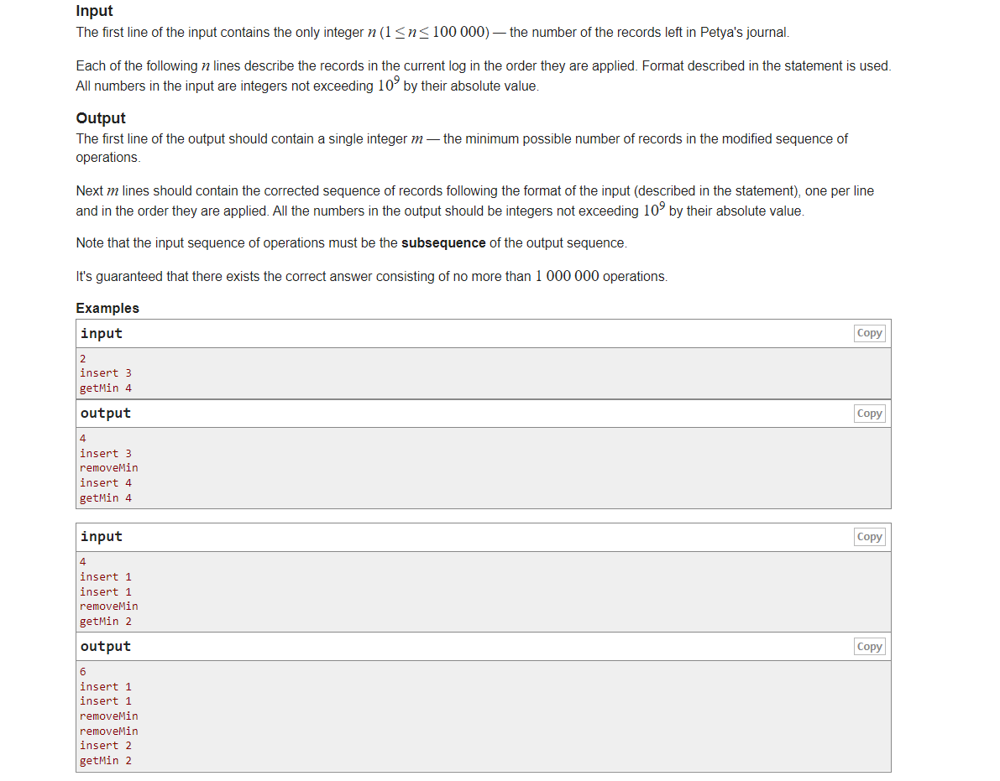 Input
The first line of the input contains the only integer n (1 ≤ n ≤ 100 000) — the number of the records left in Petya's journal.
Each of the following n lines describe the records in the current log in the order they are applied. Format described in the statement is used.
All numbers in the input are integers not exceeding 10⁹ by their absolute value.
Output
The first line of the output should contain a single integer m — the minimum possible number of records in the modified sequence of
operations.
Next m lines should contain the corrected sequence of records following the format of the input (described in the statement), one per line
and in the order they are applied. All the numbers in the output should be integers not exceeding 10⁹ by their absolute value.
Note that the input sequence of operations must be the subsequence of the output sequence.
It's guaranteed that there exists the correct answer consisting of no more than 1 000 000 operations.
Examples
input Copy
2
insert 3
getMin 4
output Copy
4
insert 3
removeMin
insert 4
getMin 4
input Copy
4
insert 1
insert 1
removeMin
getMin 2
output Copy
6
insert 1
insert 1
removeMin
removeMin
insert 2
getMin 2